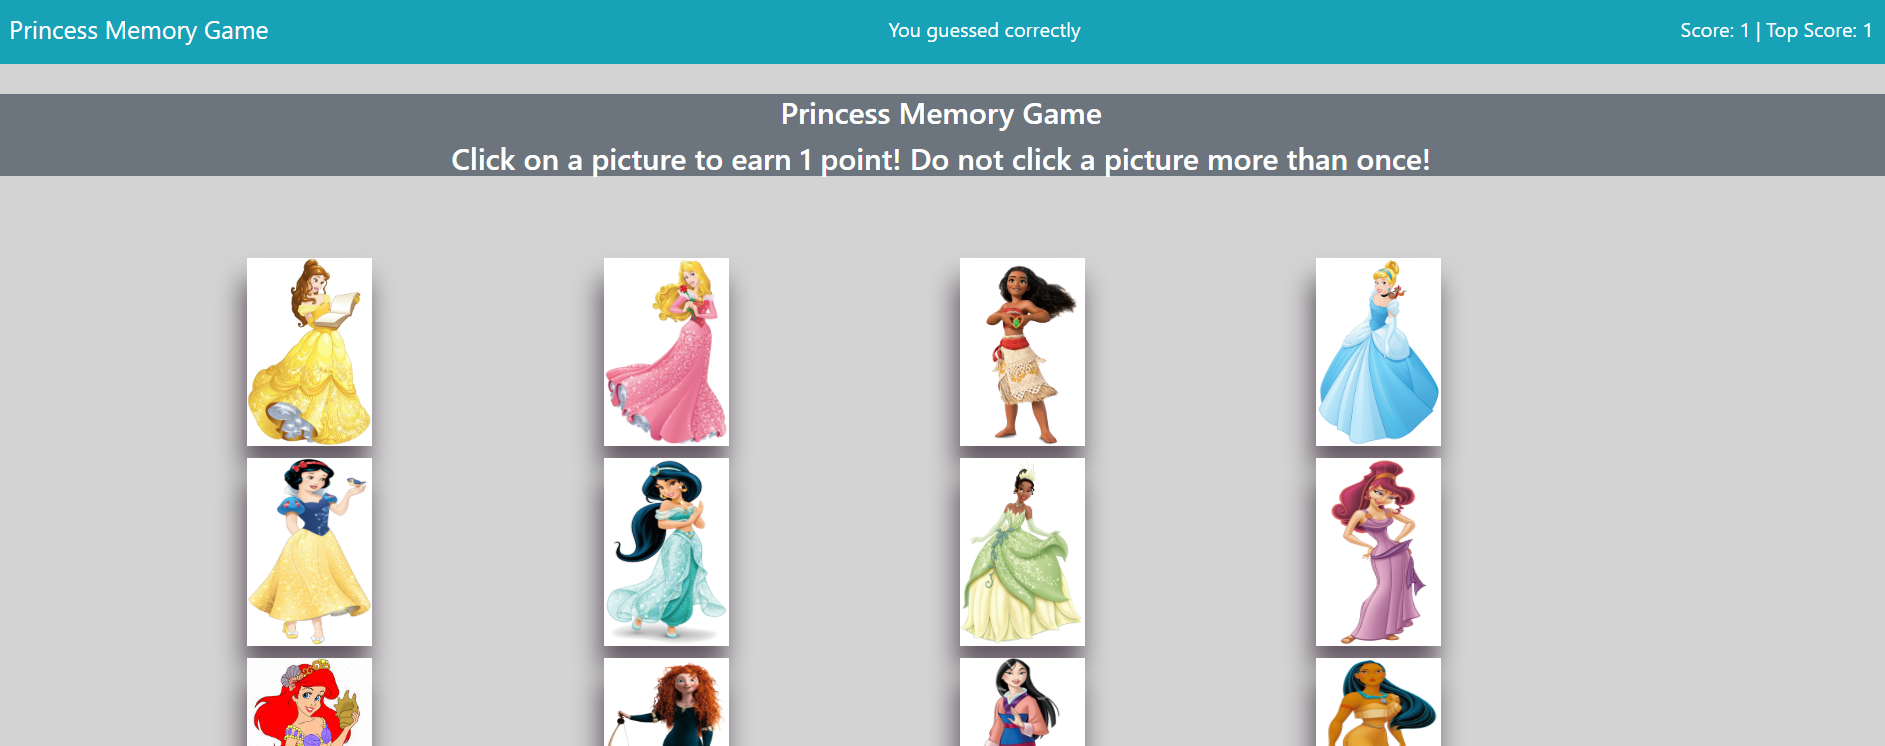 Princess Memory Game
You guessed correctly
Score: 1 | Top Score: 1
Princess Memory Game
Click on a picture to earn 1 point! Do not click a picture more than once!